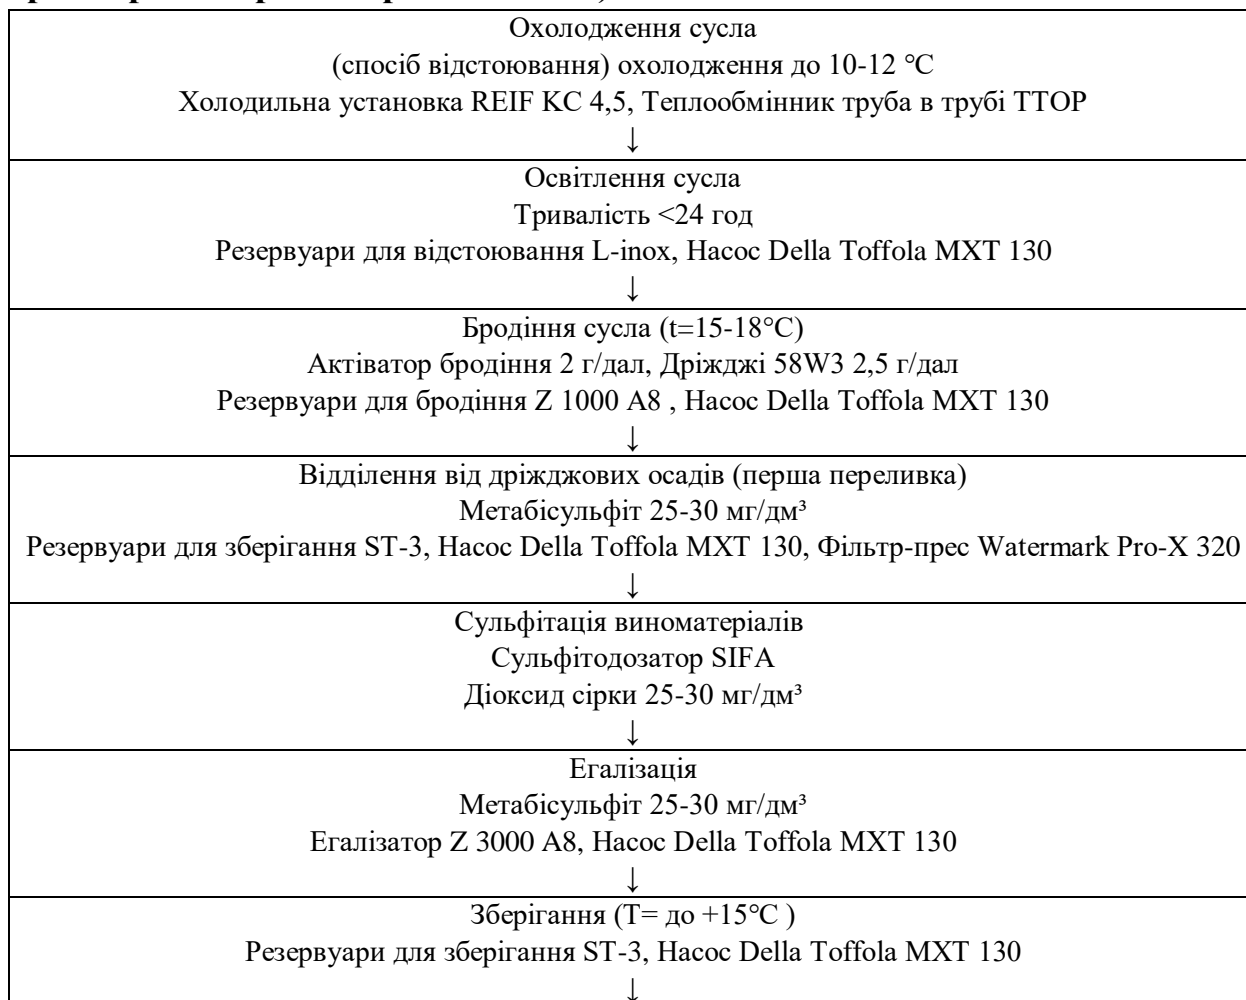 Охолодження сусла
(спосіб відстоювання) охолодження до 10-12 ℃
Холодильна установка REIF KC 4,5, Теплообмінник труба в трубі ТТОР
↓
Освітлення сусла
Тривалість <24 год
Резервуари для відстоювання L-inox, Насос Della Toffola MXT 130
↓
Бродіння сусла (t=15-18°C)
Актіватор бродіння 2 г/дал, Дріжджі 58W3 2,5 г/дал
Резервуари для бродіння Z 1000 A8 , Насос Della Toffola MXT 130
↓
Відділення від дріжджових осадів (перша переливка)
Метабісульфіт 25-30 мг/дм³
Резервуари для зберігання ST-3, Насос Della Toffola MXT 130, Фільтр-прес Watermark Pro-X 320
↓
Сульфітація виноматеріалів
Сульфітодозатор SIFA
Діоксид сірки 25-30 мг/дм³
↓
Егалізація
Метабісульфіт 25-30 мг/дм³
Егалізатор Z 3000 A8, Насос Della Toffola MXT 130
↓
Зберігання (Т= до +15℃ )
Резервуари для зберігання ST-3, Насос Della Toffola MXT 130
↓